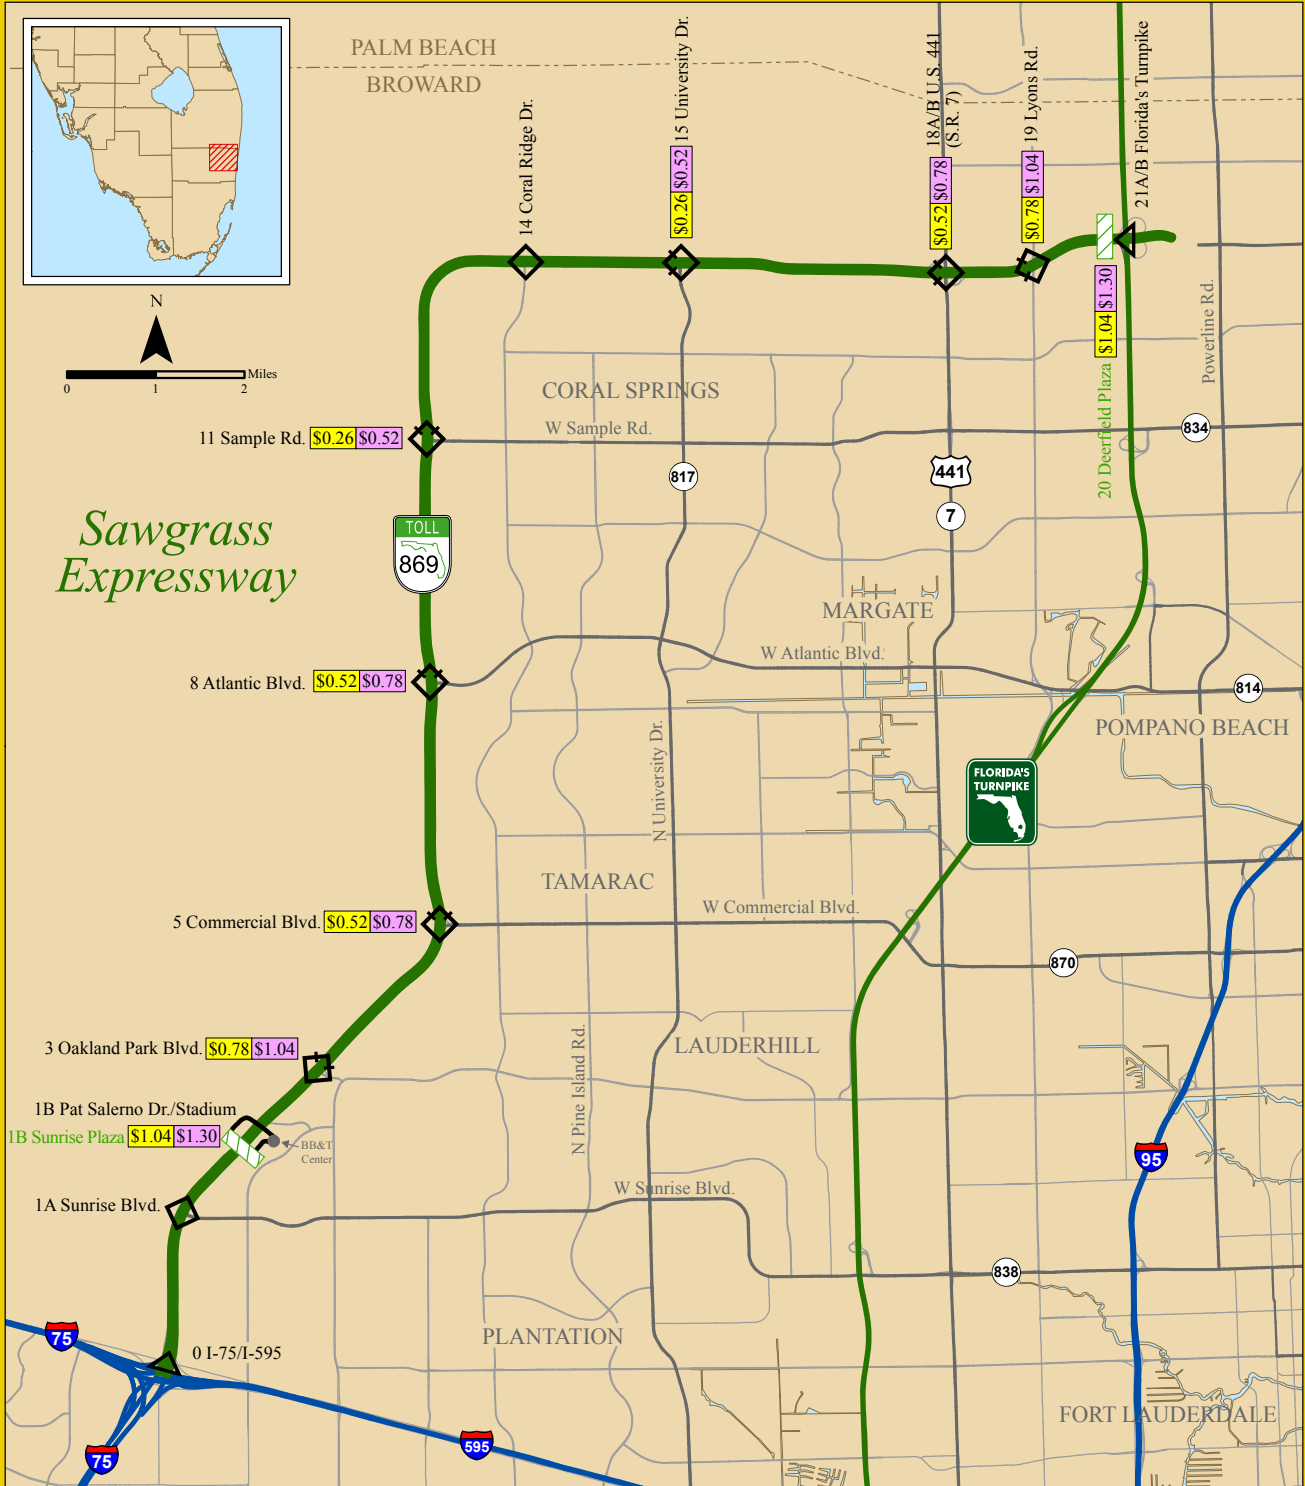 PALM BEACH
BROWARD
14 Coral Ridge Dr.
$0.26 $0.52 15 University Dr.
$0.52 $0.78 18A/B U.S. 441
(S.R. 7)
$0.78 $1.04 19 Lyons Rd.
21A/B Florida's Turnpike
20 Deerfield Plaza $1.04 $1.30
Powerline Rd.
N
Miles
0 1 2
CORAL SPRINGS
11 Sample Rd. $0.26 $0.52
W Sample Rd.
834
817
441
7
Sawgrass
Expressway
TOLL
869
MARGATE
W Atlantic Blvd.
8 Atlantic Blvd. $0.52 $0.78
814
POMPANO BEACH
N University Dr.
FLORIDA'S
TURNPIKE
TAMARAC
W Commercial Blvd.
5 Commercial Blvd. $0.52 $0.78
870
3 Oakland Park Blvd. $0.78 $1.04
N Pine Island Rd.
LAUDERHILL
1B Pat Salerno Dr./Stadium
1B Sunrise Plaza $1.04 $1.30
BB&T
Center
95
1A Sunrise Blvd.
W Sunrise Blvd.
838
75
0 I-75/I-595
PLANTATION
FORT LAUDERDALE
75
595